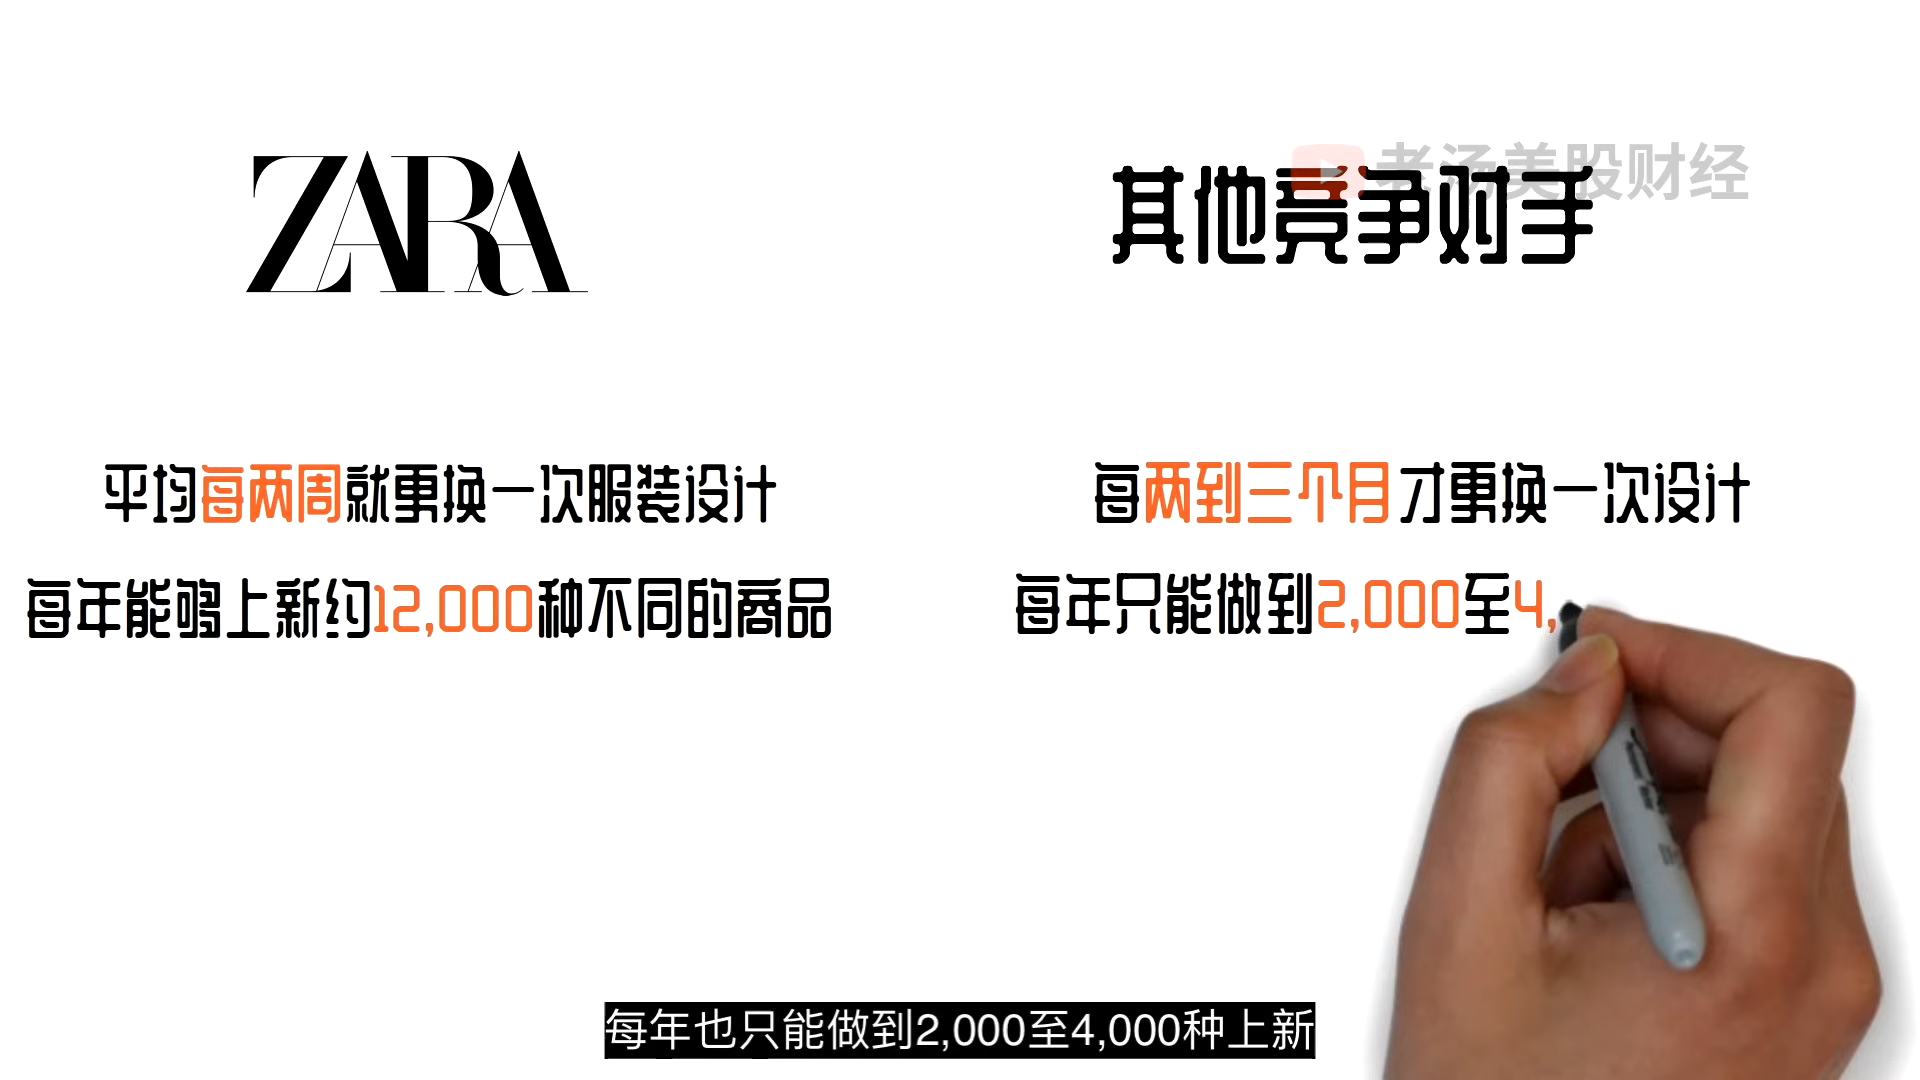 老汤美股财经
ZARA
其他竞争对手
平均每两周就更换一次服装设计
每两到三个月才更换一次设计
每年能够上新约12,000种不同的商品
每年只能做到2,000至4,
每年也只能做到2,000至4,000种上新